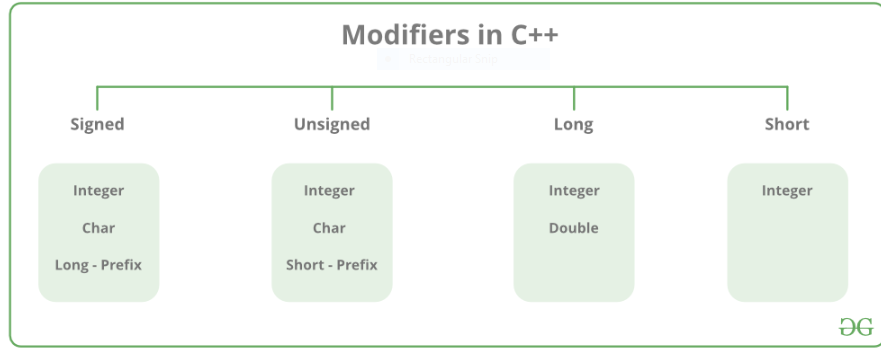 Modifiers in C++
Rectangular Snip
Signed
Unsigned
Long
Short
Integer
Char
Long - Prefix
Integer
Char
Short - Prefix
Integer
Double
Integer